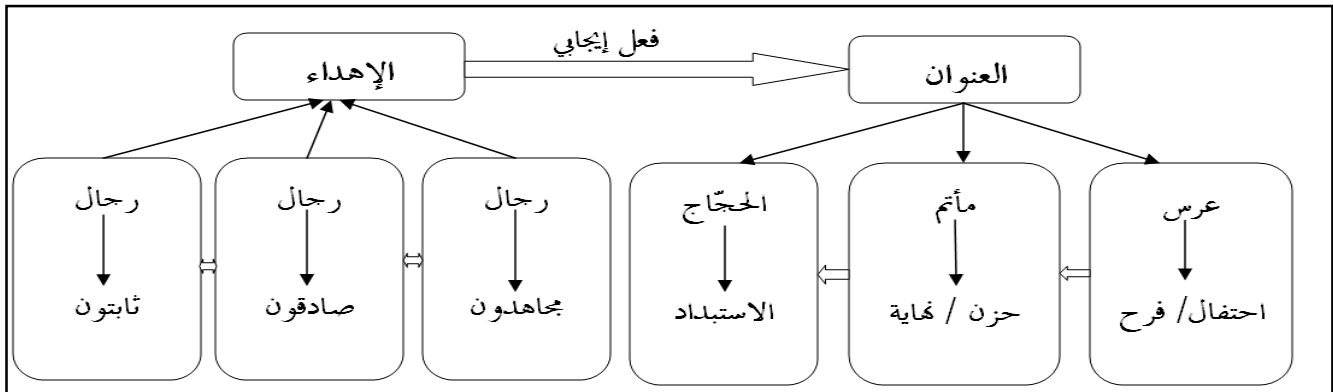 فعل إيجابي
العنوان
الإهداء
عرس
مأتم
الحجّاج
رجال
رجال
رجال
احتفال/ فرح
حزن / نهاية
الاستبداد
مجاهدون
صادقون
ثابتون